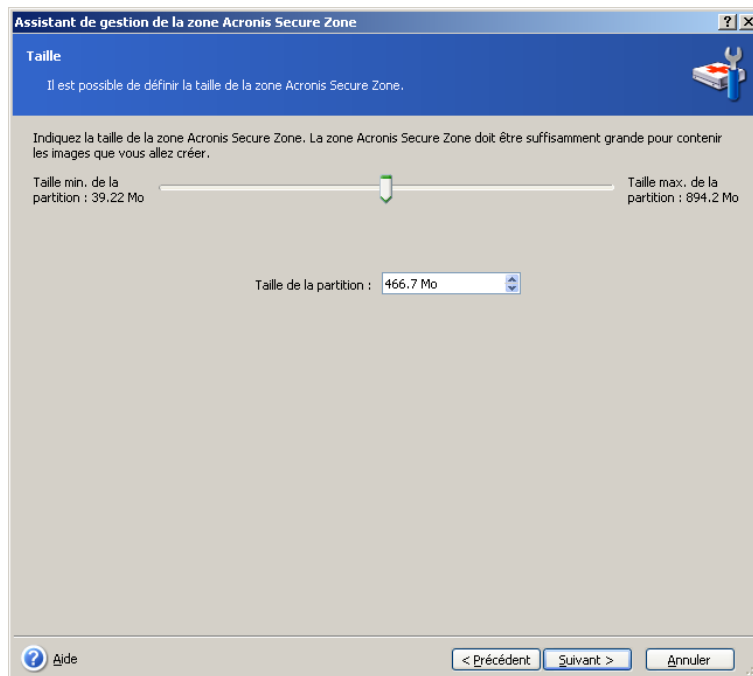 Assistant de gestion de la zone Acronis Secure Zone
Taille
Il est possible de définir la taille de la zone Acronis Secure Zone.
Indiquez la taille de la zone Acronis Secure Zone. La zone Acronis Secure Zone doit être suffisamment grande pour contenir
les images que vous allez créer.
Taille min. de la
partition : 39.22 Mo
Taille max. de la
partition : 894.2 Mo
Taille de la partition : 466.7 Mo
Aide
< Précédent
Suivant >
Annuler